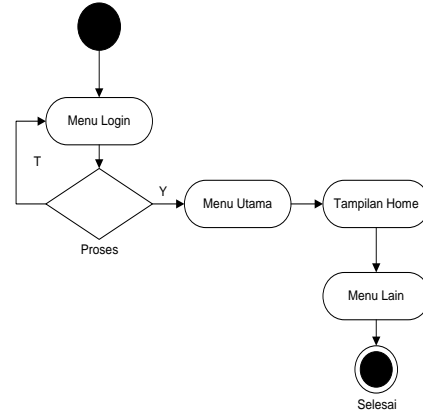 Menu Login
T
Y
Menu Utama
Tampilan Home
Proses
Menu Lain
Selesai